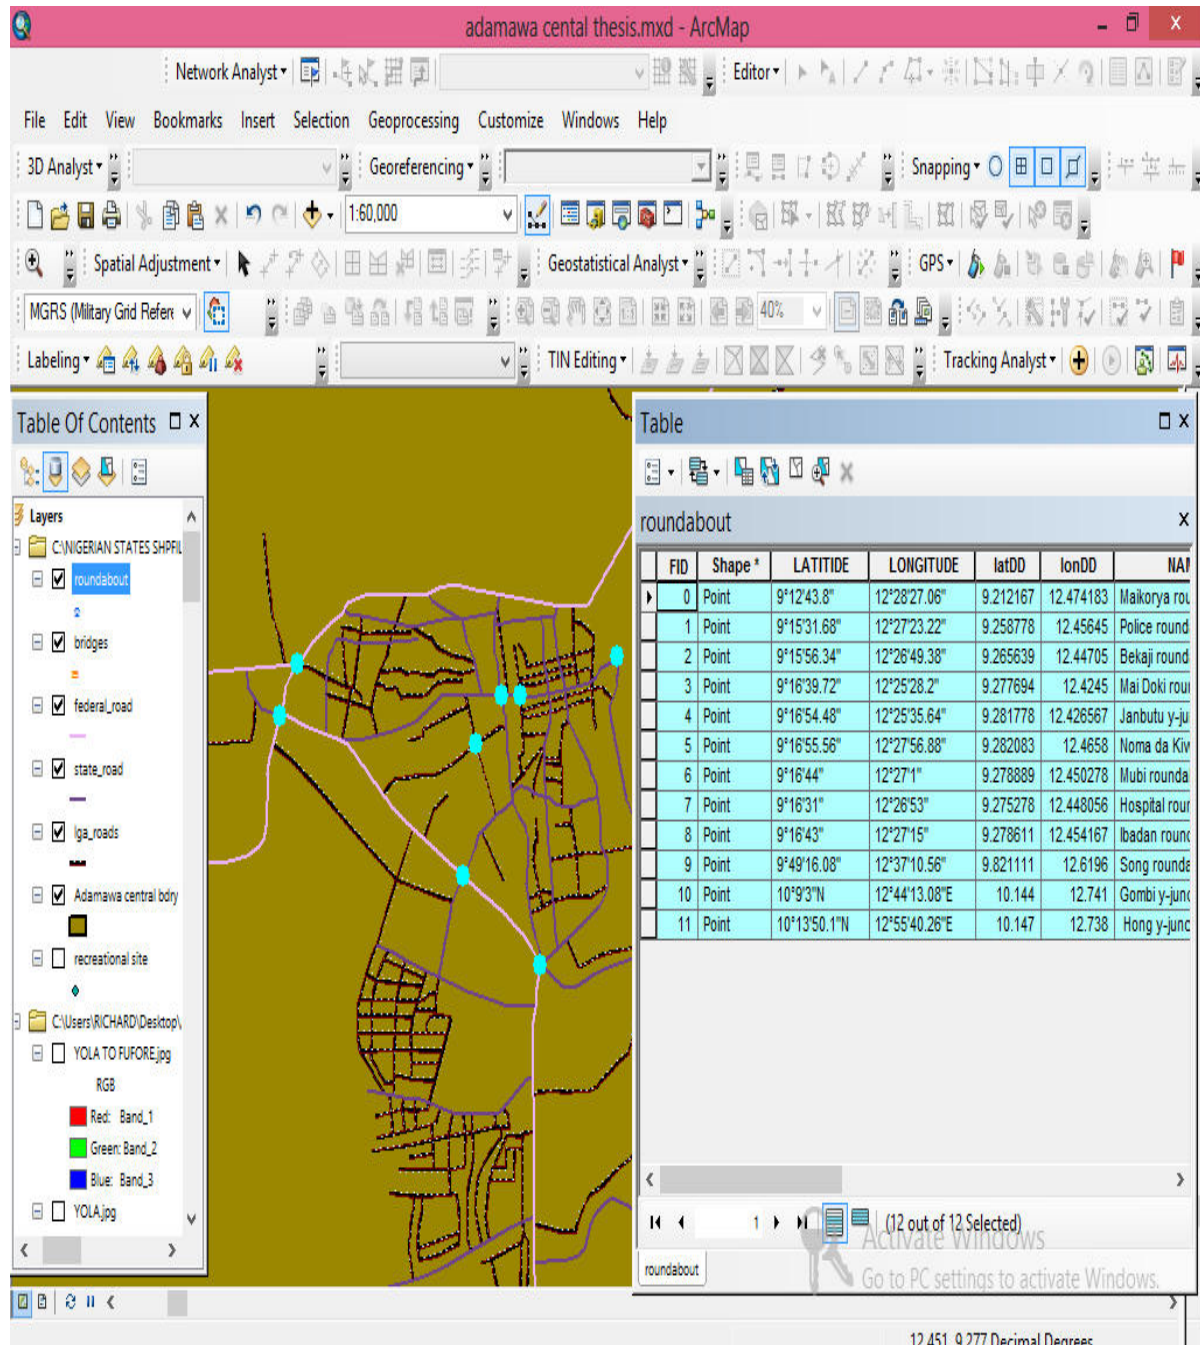 adamawa cental thesis.mxd - ArcMap
Network Analyst
Editor
File Edit View Bookmarks Insert Selection Geoprocessing Customize Windows Help
3D Analyst
Georeferencing
Snapping
1:60,000
Spatial Adjustment
Geostatistical Analyst
GPS
MGRS (Military Grid Refere
40%
Labeling
TIN Editing
Tracking Analyst
Table Of Contents
Layers
C:\NIGERIAN STATES SHPFIL
roundabout
bridges
federal_road
state_road
lga_roads
Adamawa central bdry
recreational site
C:\Users\RICHARD\Desktop\
YOLA TO FUFORE.jpg
RGB
Red: Band_1
Green: Band_2
Blue: Band_3
YOLA.jpg
Table
roundabout
FID Shape * LATITIDE LONGITUDE latDD lonDD NAM
0 Point 9°12'43.8" 12°28'27.06" 9.212167 12.474183 Maikorya rou
1 Point 9°15'31.68" 12°27'23.22" 9.258778 12.45645 Police round
2 Point 9°15'56.34" 12°26'49.38" 9.265639 12.44705 Bekaji round
3 Point 9°16'39.72" 12°25'28.2" 9.277694 12.4245 Mai Doki rou
4 Point 9°16'54.48" 12°25'35.64" 9.281778 12.426567 Janbutu y-ju
5 Point 9°16'55.56" 12°27'56.88" 9.282083 12.4658 Noma da Kiw
6 Point 9°16'44" 12°27'1" 9.278889 12.450278 Mubi rounda
7 Point 9°16'31" 12°26'53" 9.275278 12.448056 Hospital rour
8 Point 9°16'43" 12°27'15" 9.278611 12.454167 Ibadan round
9 Point 9°49'16.08" 12°37'10.56" 9.821111 12.6196 Song rounda
10 Point 10°9'3"N 12°44'13.08"E 10.144 12.741 Gombi y-junc
11 Point 10°13'50.1"N 12°55'40.26"E 10.147 12.738 Hong y-junc
1
(12 out of 12 Selected)
roundabout
Activate Windows
Go to PC settings to activate Windows.
12.451 9.277 Decimal Degrees